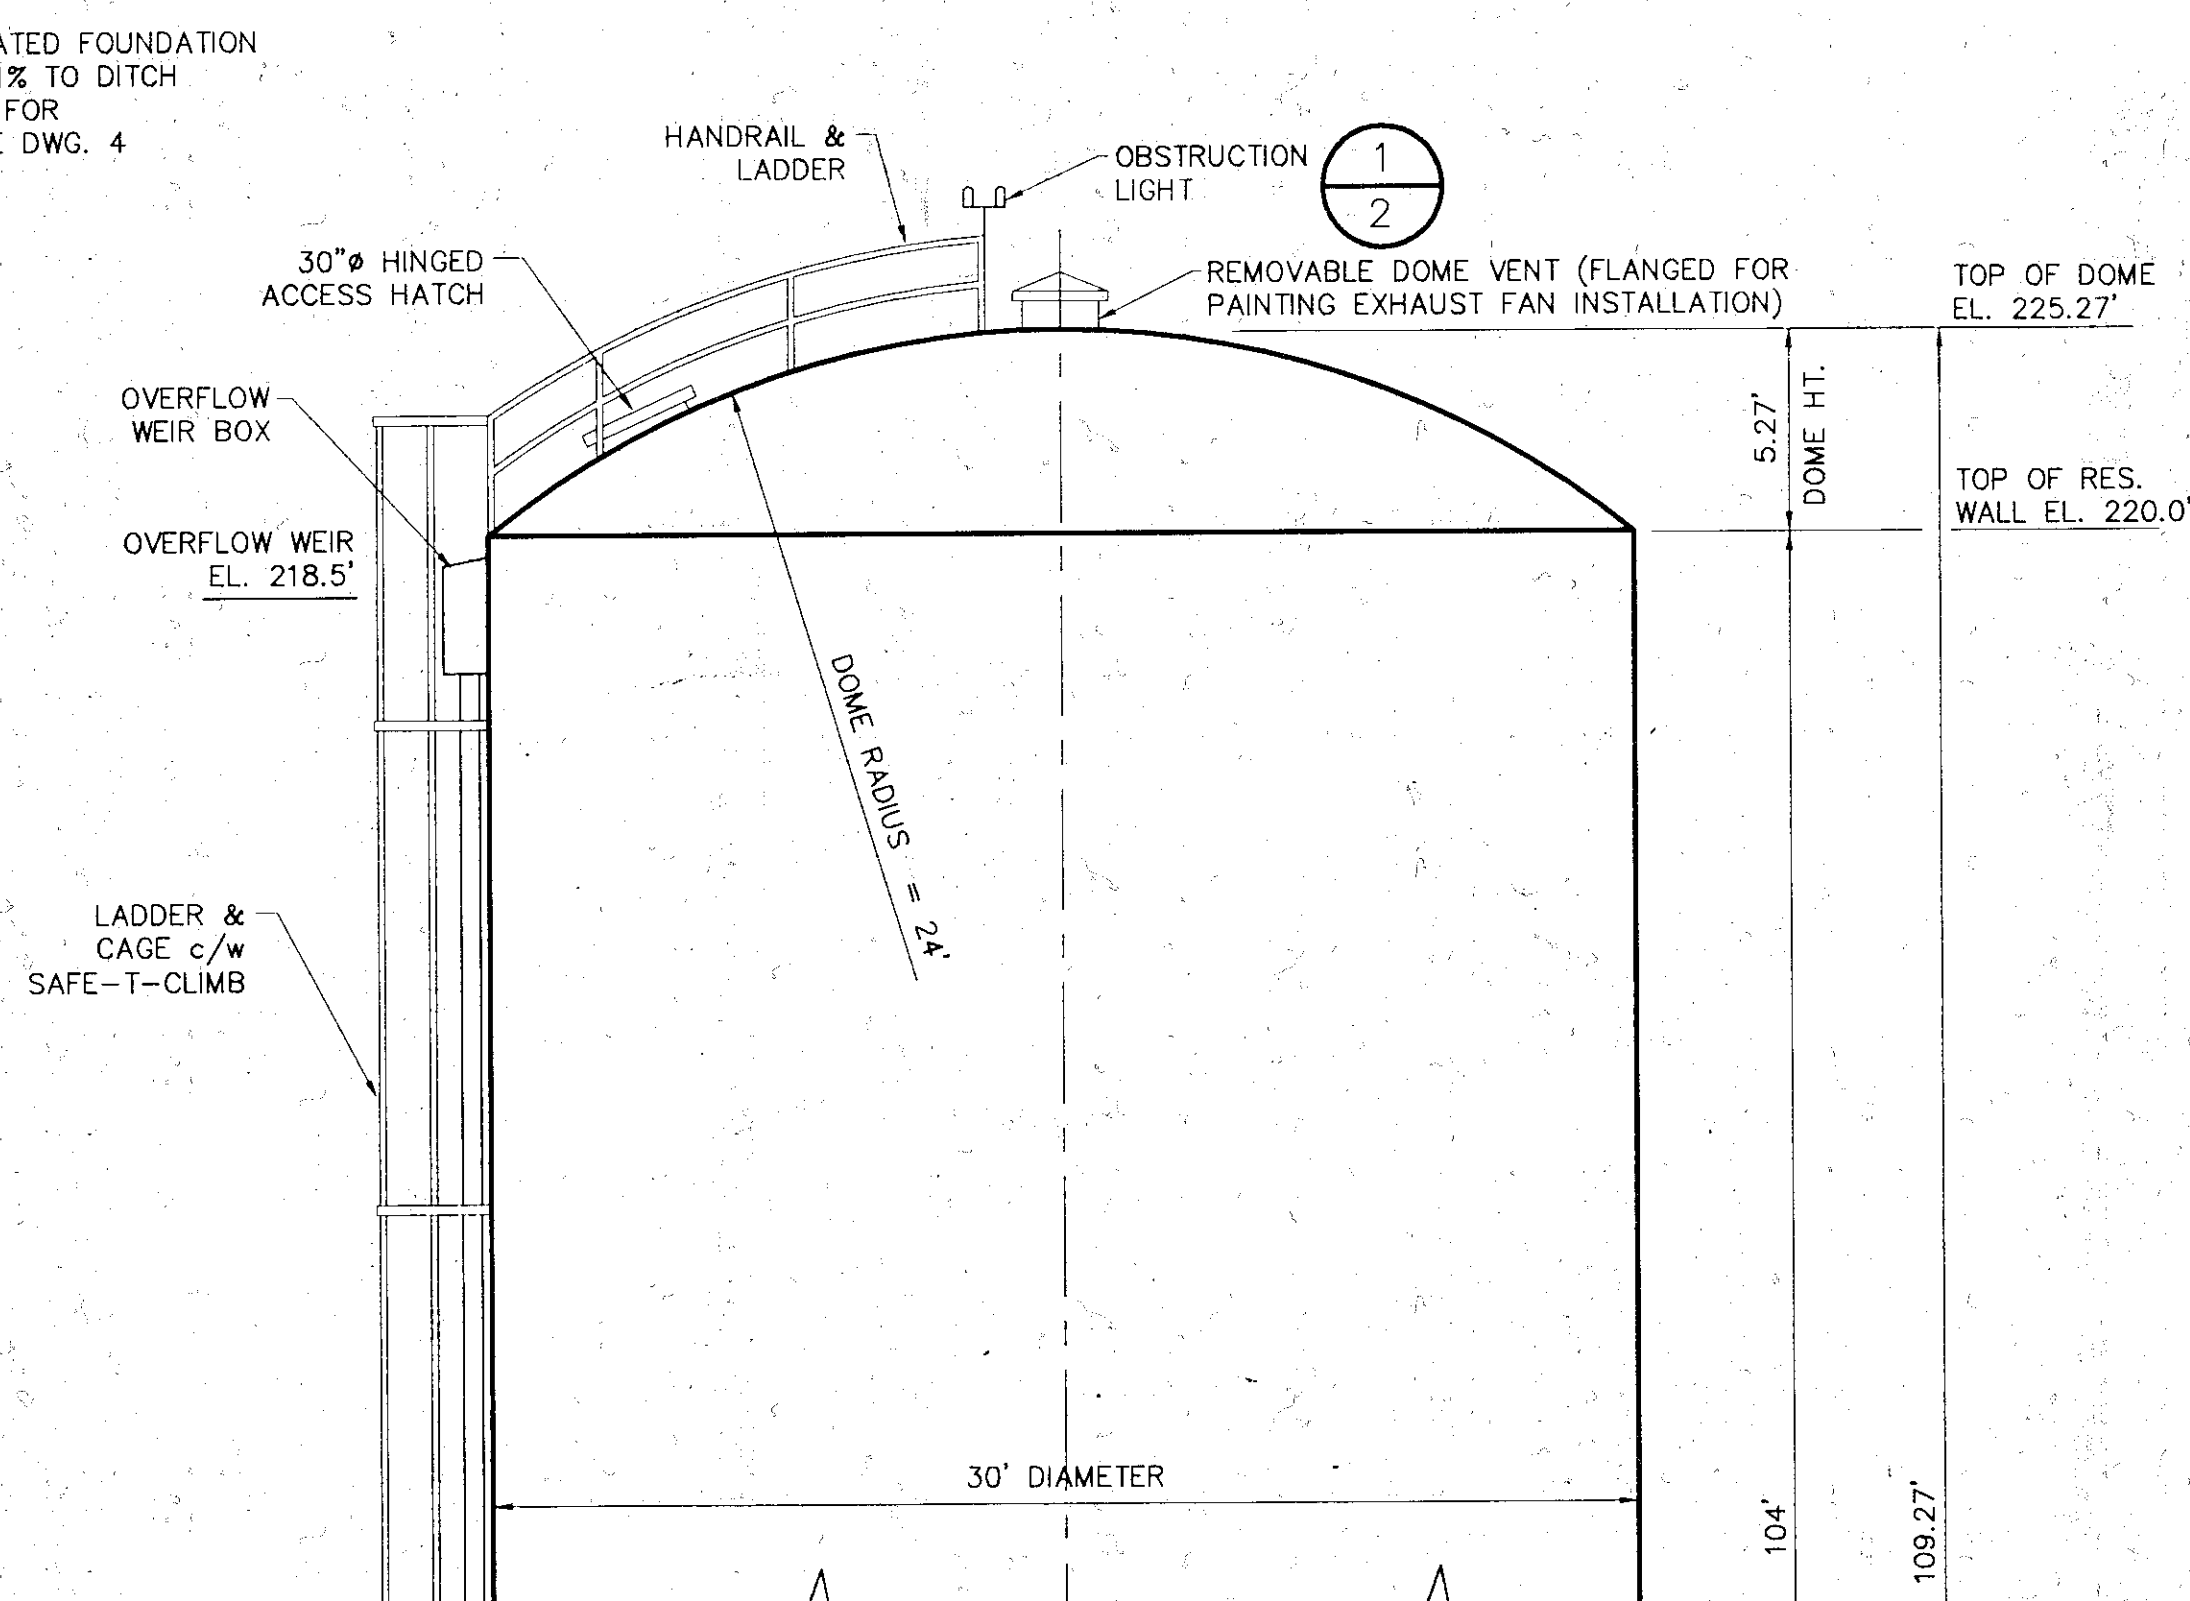 FOUNDATION
% TO DITCH
FOR
DWG. 4
HANDRAIL &
LADDER
OBSTRUCTION
LIGHT
1
2
30"ø HINGED
ACCESS HATCH
REMOVABLE DOME VENT (FLANGED FOR
PAINTING EXHAUST FAN INSTALLATION)
TOP OF DOME
EL. 225.27'
OVERFLOW
WEIR BOX
5.27'
DOME HT.
TOP OF RES.
WALL EL. 220.0'
OVERFLOW WEIR
EL. 218.5'
DOME RADIUS = 24'
LADDER &
CAGE c/w
SAFE-T-CLIMB
30' DIAMETER
104'
109.27'